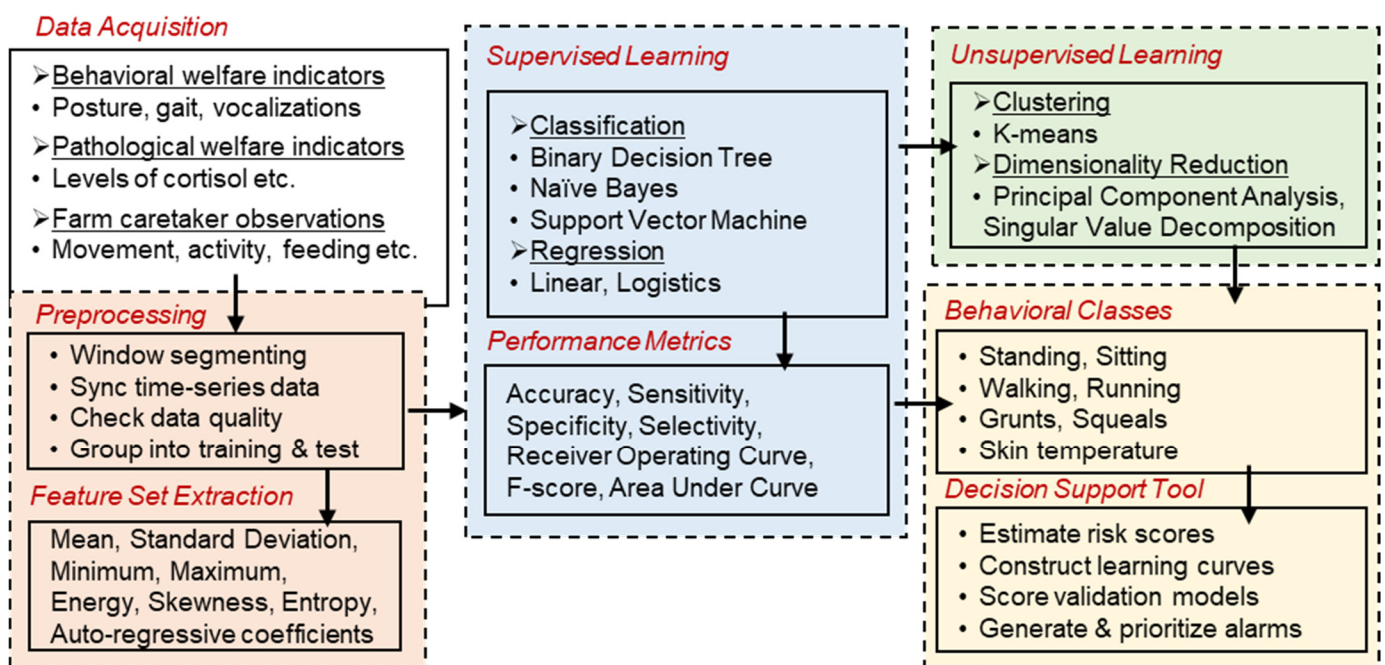 Data Acquisition
➢Behavioral welfare indicators
• Posture, gait, vocalizations
➢Pathological welfare indicators
• Levels of cortisol etc.
➢Farm caretaker observations
• Movement, activity, feeding etc.
Preprocessing
• Window segmenting
• Sync time-series data
• Check data quality
• Group into training & test
Feature Set Extraction
Mean, Standard Deviation,
Minimum, Maximum,
Energy, Skewness, Entropy,
Auto-regressive coefficients
Supervised Learning
➢Classification
• Binary Decision Tree
• Naïve Bayes
• Support Vector Machine
➢Regression
• Linear, Logistics
Performance Metrics
Accuracy, Sensitivity,
Specificity, Selectivity,
Receiver Operating Curve,
F-score, Area Under Curve
Unsupervised Learning
➢Clustering
• K-means
➢Dimensionality Reduction
• Principal Component Analysis,
Singular Value Decomposition
Behavioral Classes
• Standing, Sitting
• Walking, Running
• Grunts, Squeals
• Skin temperature
Decision Support Tool
• Estimate risk scores
• Construct learning curves
• Score validation models
• Generate & prioritize alarms